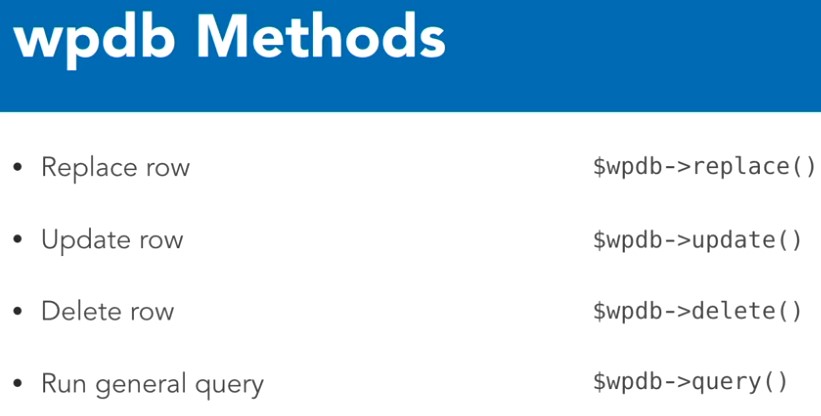 wpdb Methods
• Replace row $wpdb->replace()
• Update row $wpdb->update()
• Delete row $wpdb->delete()
• Run general query $wpdb->query()